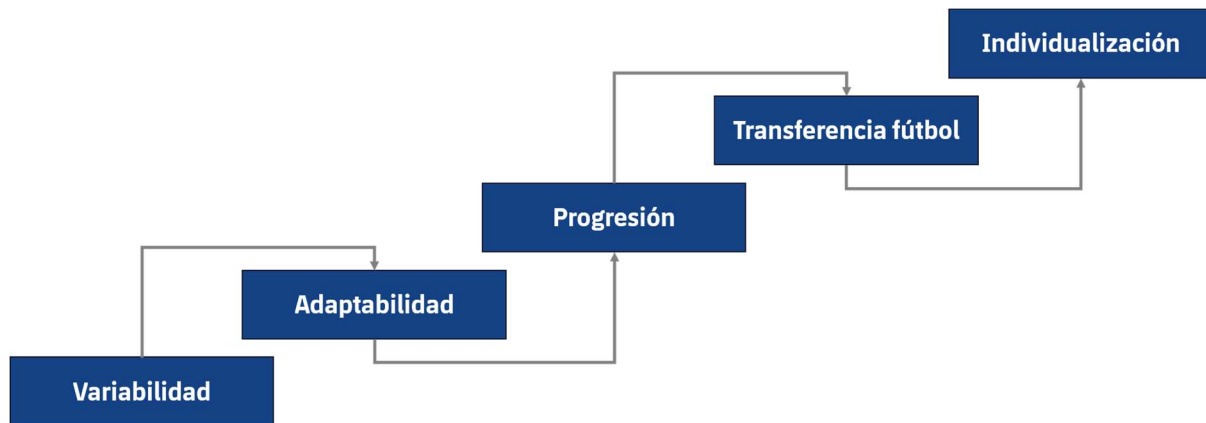 Individualización
Transferencia fútbol
Progresión
Adaptabilidad
Variabilidad